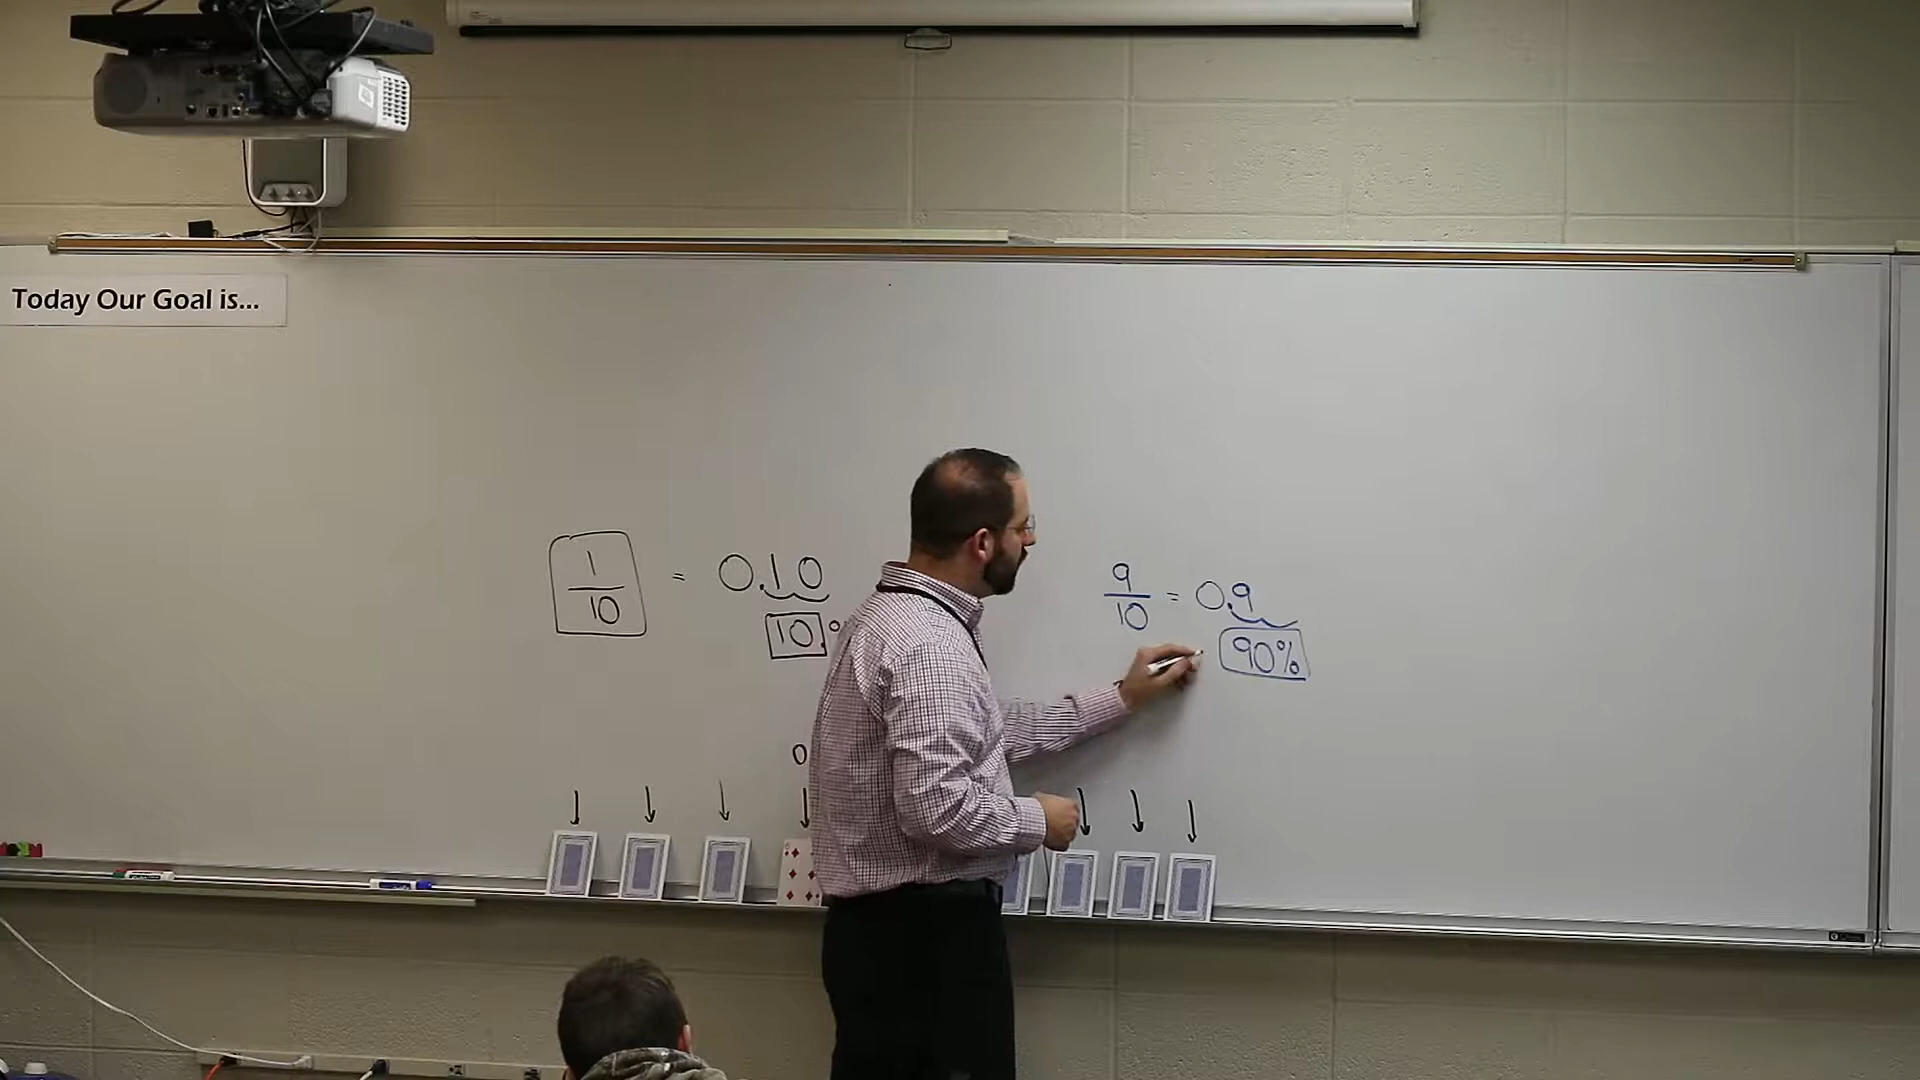 Today Our Goal is...
1/10 = 0.10
10.
9/10 = 0.9
90%
0